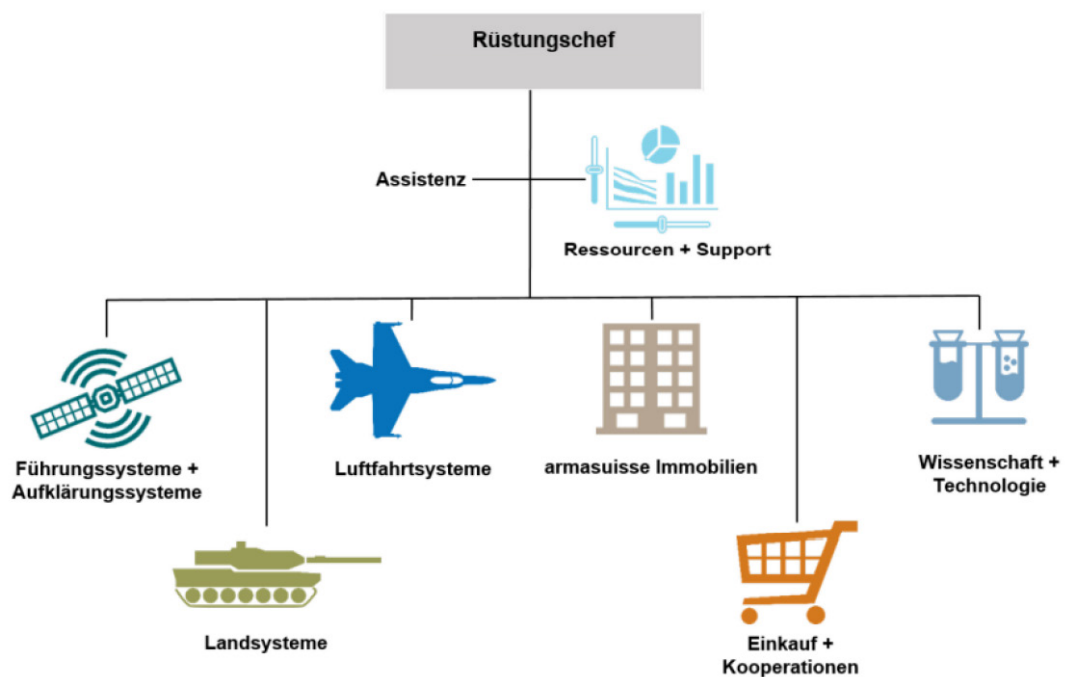 Rüstungschef
Assistenz
Ressourcen + Support
Führungssysteme +
Aufklärungssysteme
Luftfahrtsysteme
armasuisse Immobilien
Wissenschaft +
Technologie
Landsysteme
Einkauf +
Kooperationen